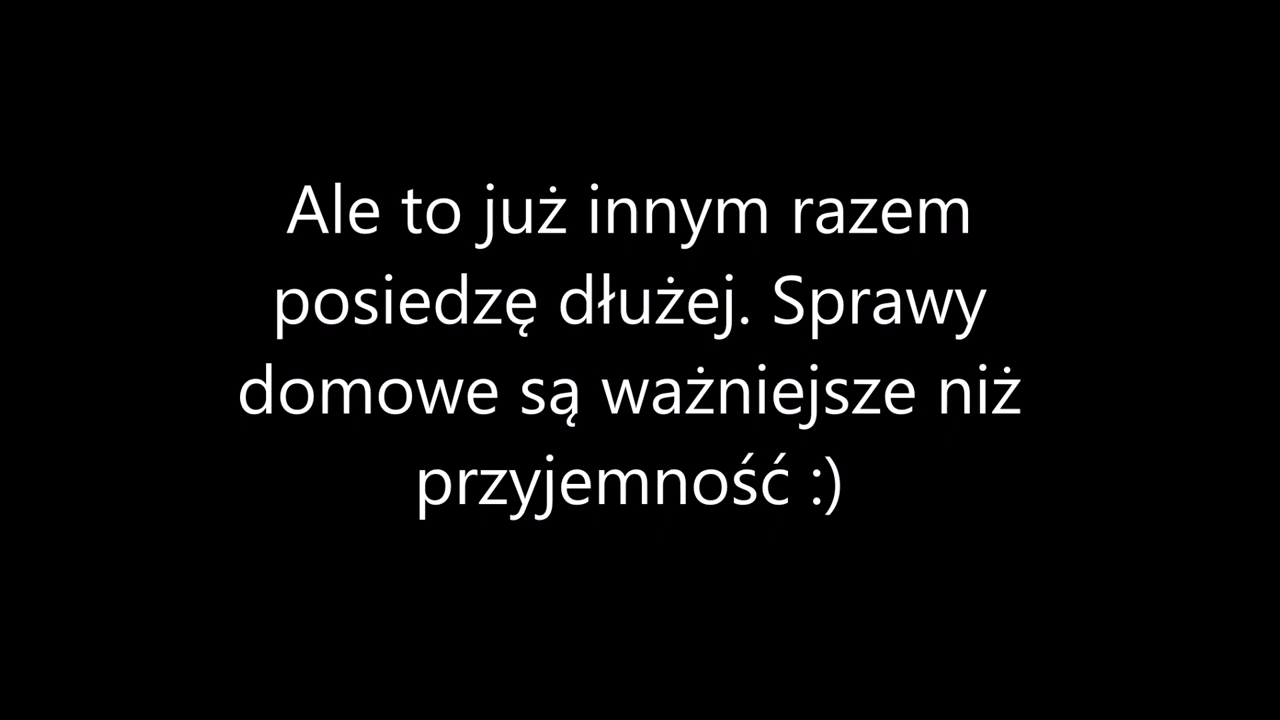 Ale to już innym razem
posiedzę dłużej. Sprawy
domowe są ważniejsze niż
przyjemność :)